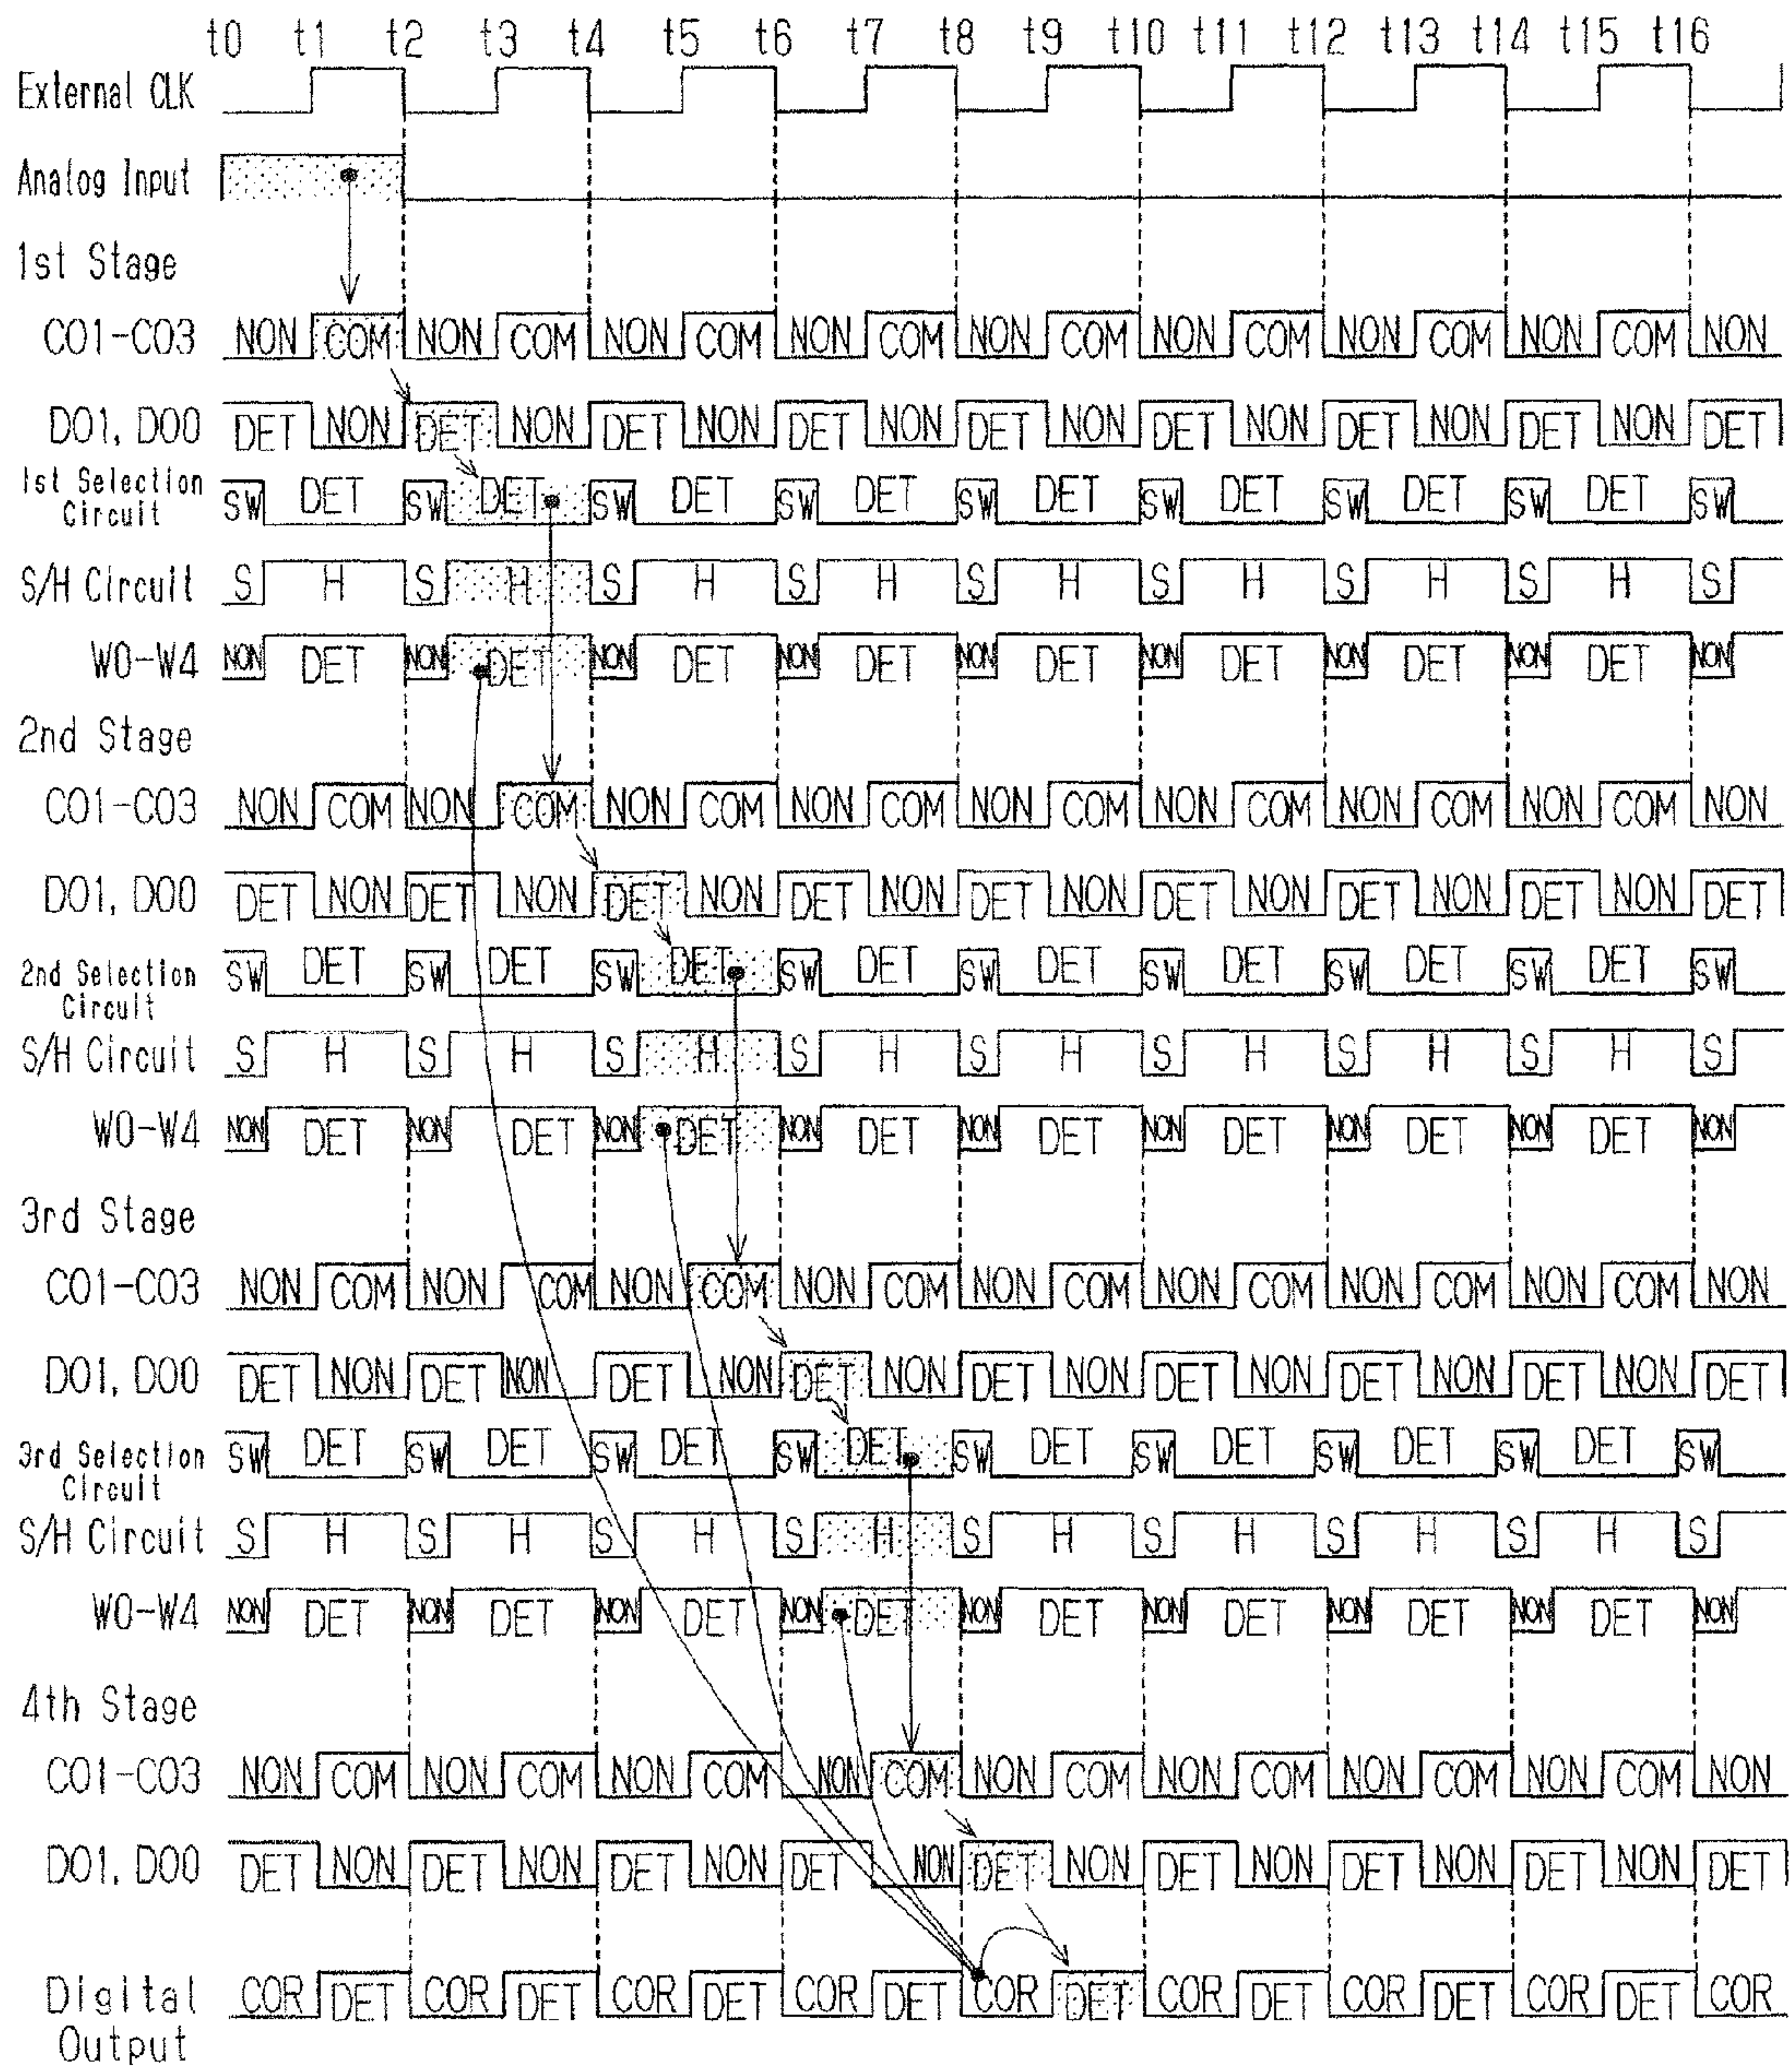 t0 t1 t2 t3 t4 t5 t6 t7 t8 t9 t10 t11 t12 t13 t14 t15 t16
External CLK
Analog Input
1st Stage
CO1-CO3 NON COM NON COM NON COM NON COM NON COM NON COM NON COM NON COM NON
DO1, DO0 DET NON DET NON DET NON DET NON DET NON DET NON DET NON DET NON DET
1st Selection
Circuit
SW DET SW DET SW DET SW DET SW DET SW DET SW DET SW DET SW
S/H Circuit S H S H S H S H S H S H S H S H S
W0-W4 NON DET NON DET NON DET NON DET NON DET NON DET NON DET NON DET NON
2nd Stage
CO1-CO3 NON COM NON COM NON COM NON COM NON COM NON COM NON COM NON COM NON
DO1, DO0 DET NON DET NON DET NON DET NON DET NON DET NON DET NON DET NON DET
2nd Selection
Circuit
SW DET SW DET SW DET SW DET SW DET SW DET SW DET SW DET SW
S/H Circuit S H S H S H S H S H S H S H S H S
W0-W4 NON DET NON DET NON DET NON DET NON DET NON DET NON DET NON DET NON
3rd Stage
CO1-CO3 NON COM NON COM NON COM NON COM NON COM NON COM NON COM NON COM NON
DO1, DO0 DET NON DET NON DET NON DET NON DET NON DET NON DET NON DET NON DET
3rd Selection
Circuit
SW DET SW DET SW DET SW DET SW DET SW DET SW DET SW DET SW
S/H Circuit S H S H S H S H S H S H S H S H S
W0-W4 NON DET NON DET NON DET NON DET NON DET NON DET NON DET NON DET NON
4th Stage
CO1-CO3 NON COM NON COM NON COM NON COM NON COM NON COM NON COM NON COM NON
DO1, DO0 DET NON DET NON DET NON DET NON DET NON DET NON DET NON DET NON DET
Digital
Output
COR DET COR DET COR DET COR DET COR DET COR DET COR DET COR DET COR